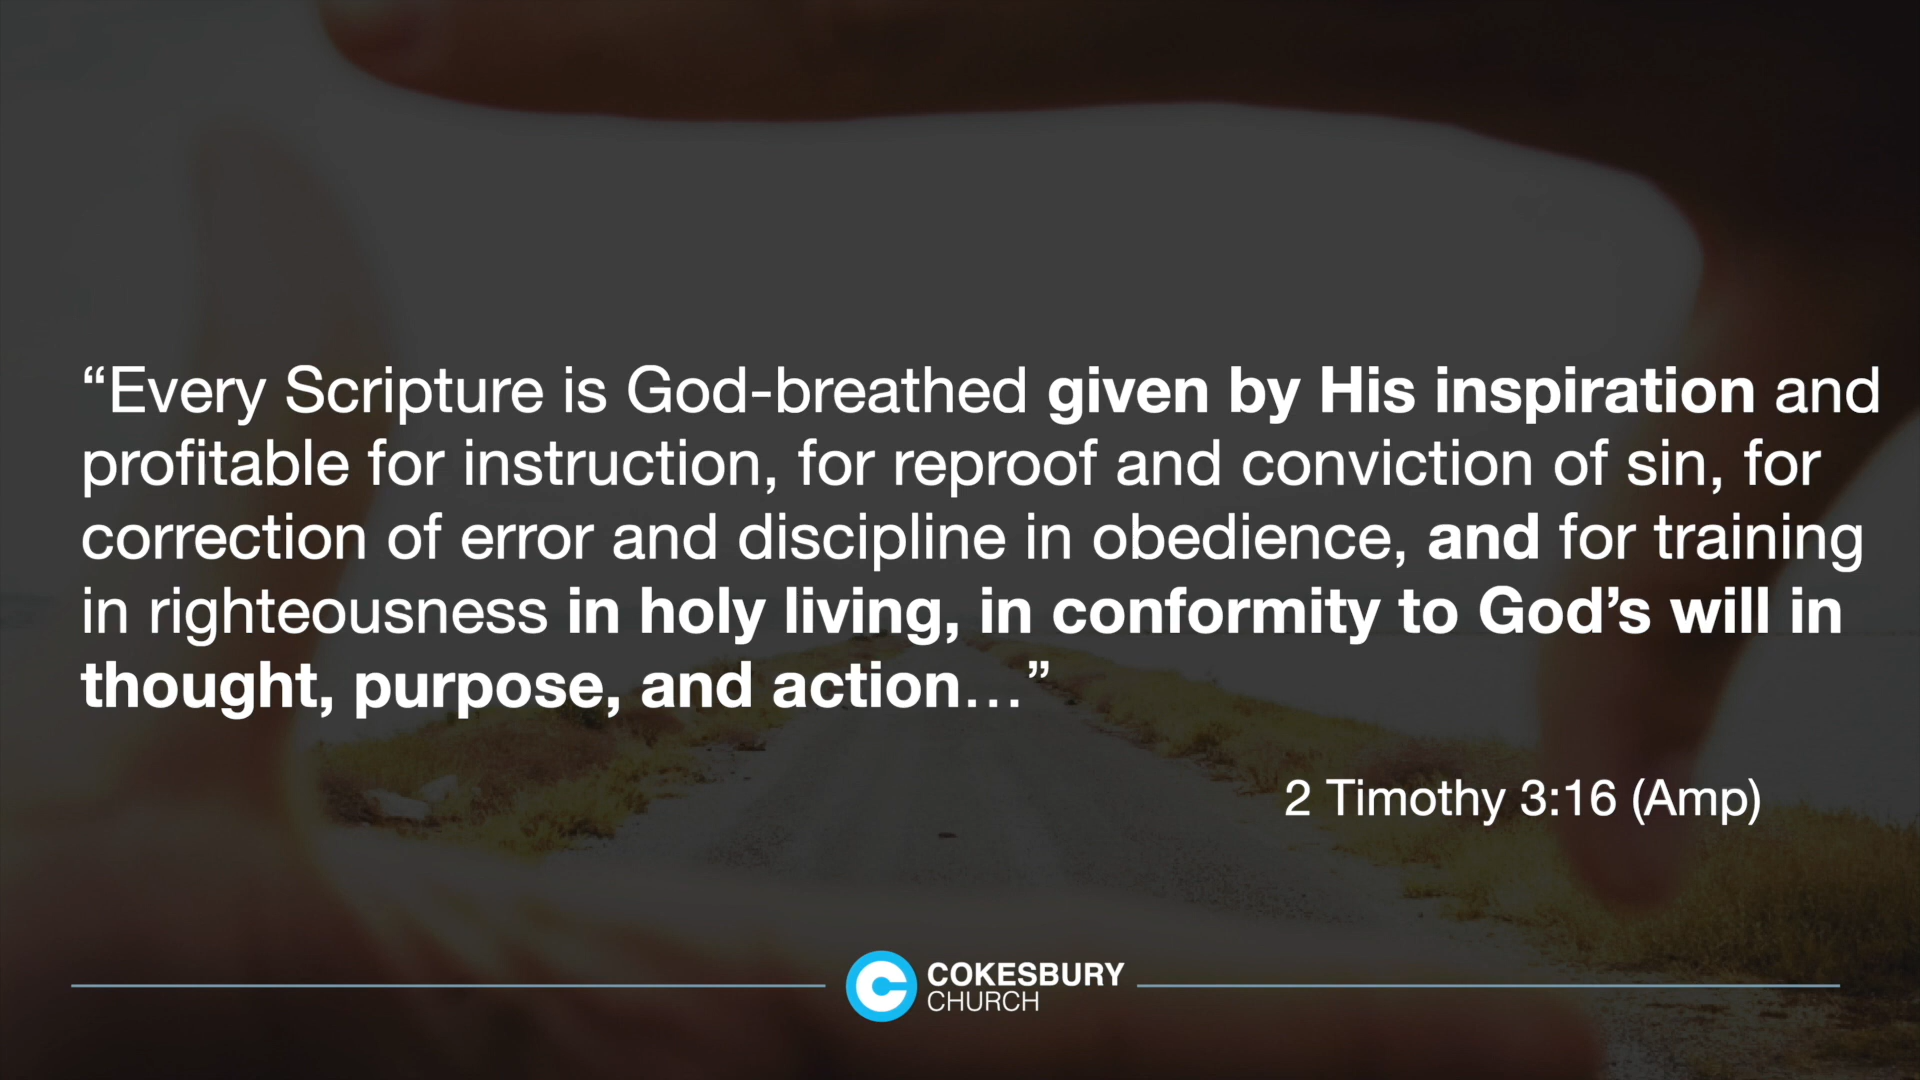 “Every Scripture is God-breathed given by His inspiration and
profitable for instruction, for reproof and conviction of sin, for
correction of error and discipline in obedience, and for training
in righteousness in holy living, in conformity to God’s will in
thought, purpose, and action…”
2 Timothy 3:16 (Amp)
COKESBURY
CHURCH